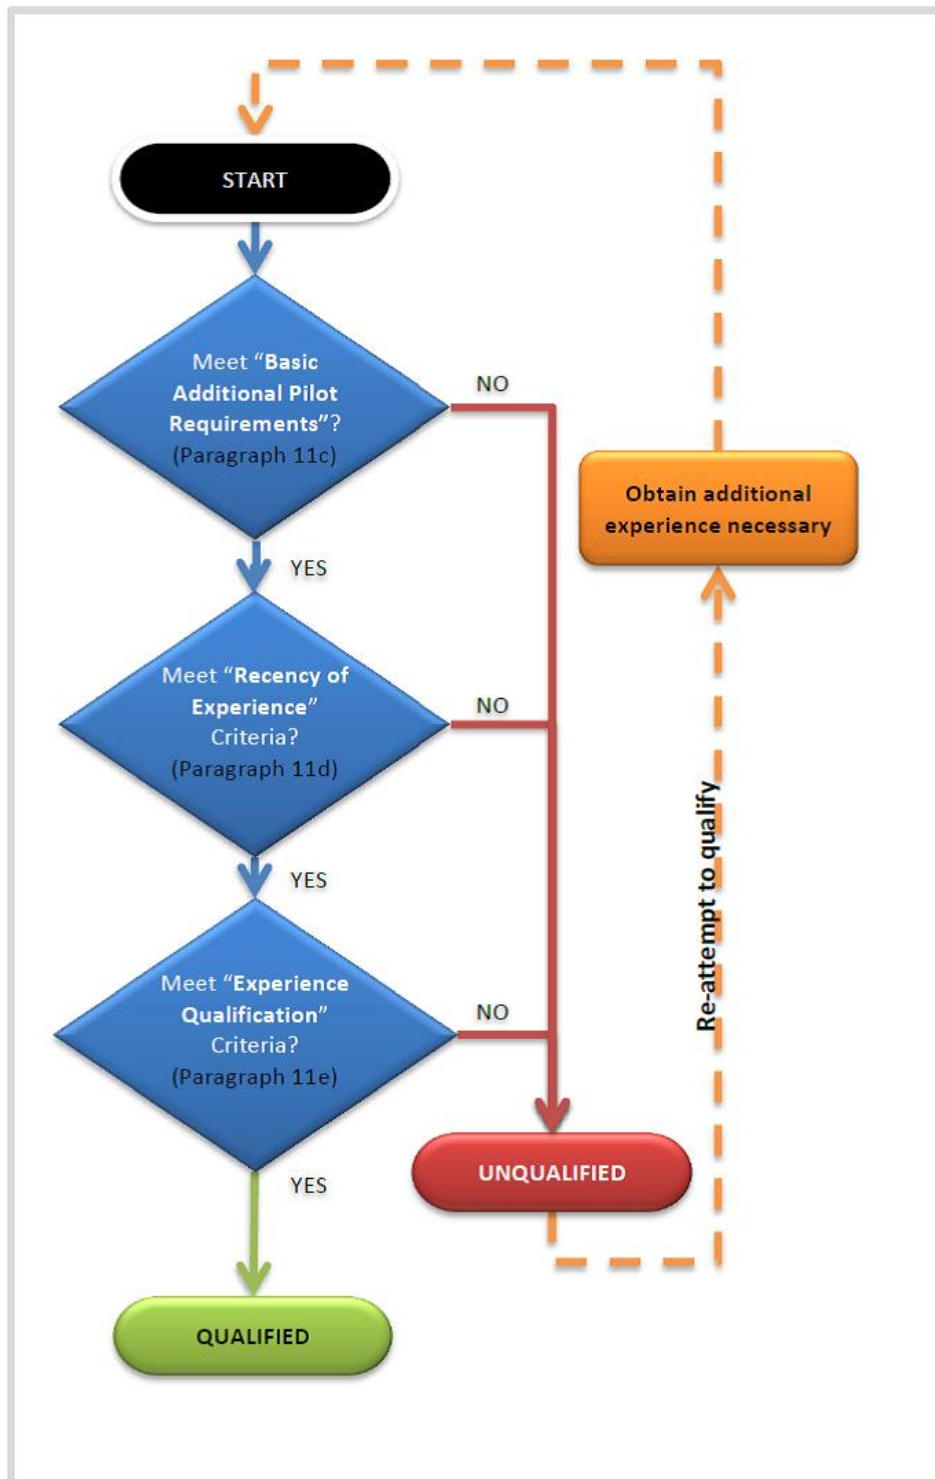 START
Meet “Basic
Additional Pilot
Requirements”?
(Paragraph 11c)
NO
Obtain additional
experience necessary
YES
Meet “Recency of
Experience”
Criteria?
(Paragraph 11d)
NO
Re-attempt to qualify
YES
Meet “Experience
Qualification”
Criteria?
(Paragraph 11e)
NO
UNQUALIFIED
YES
QUALIFIED